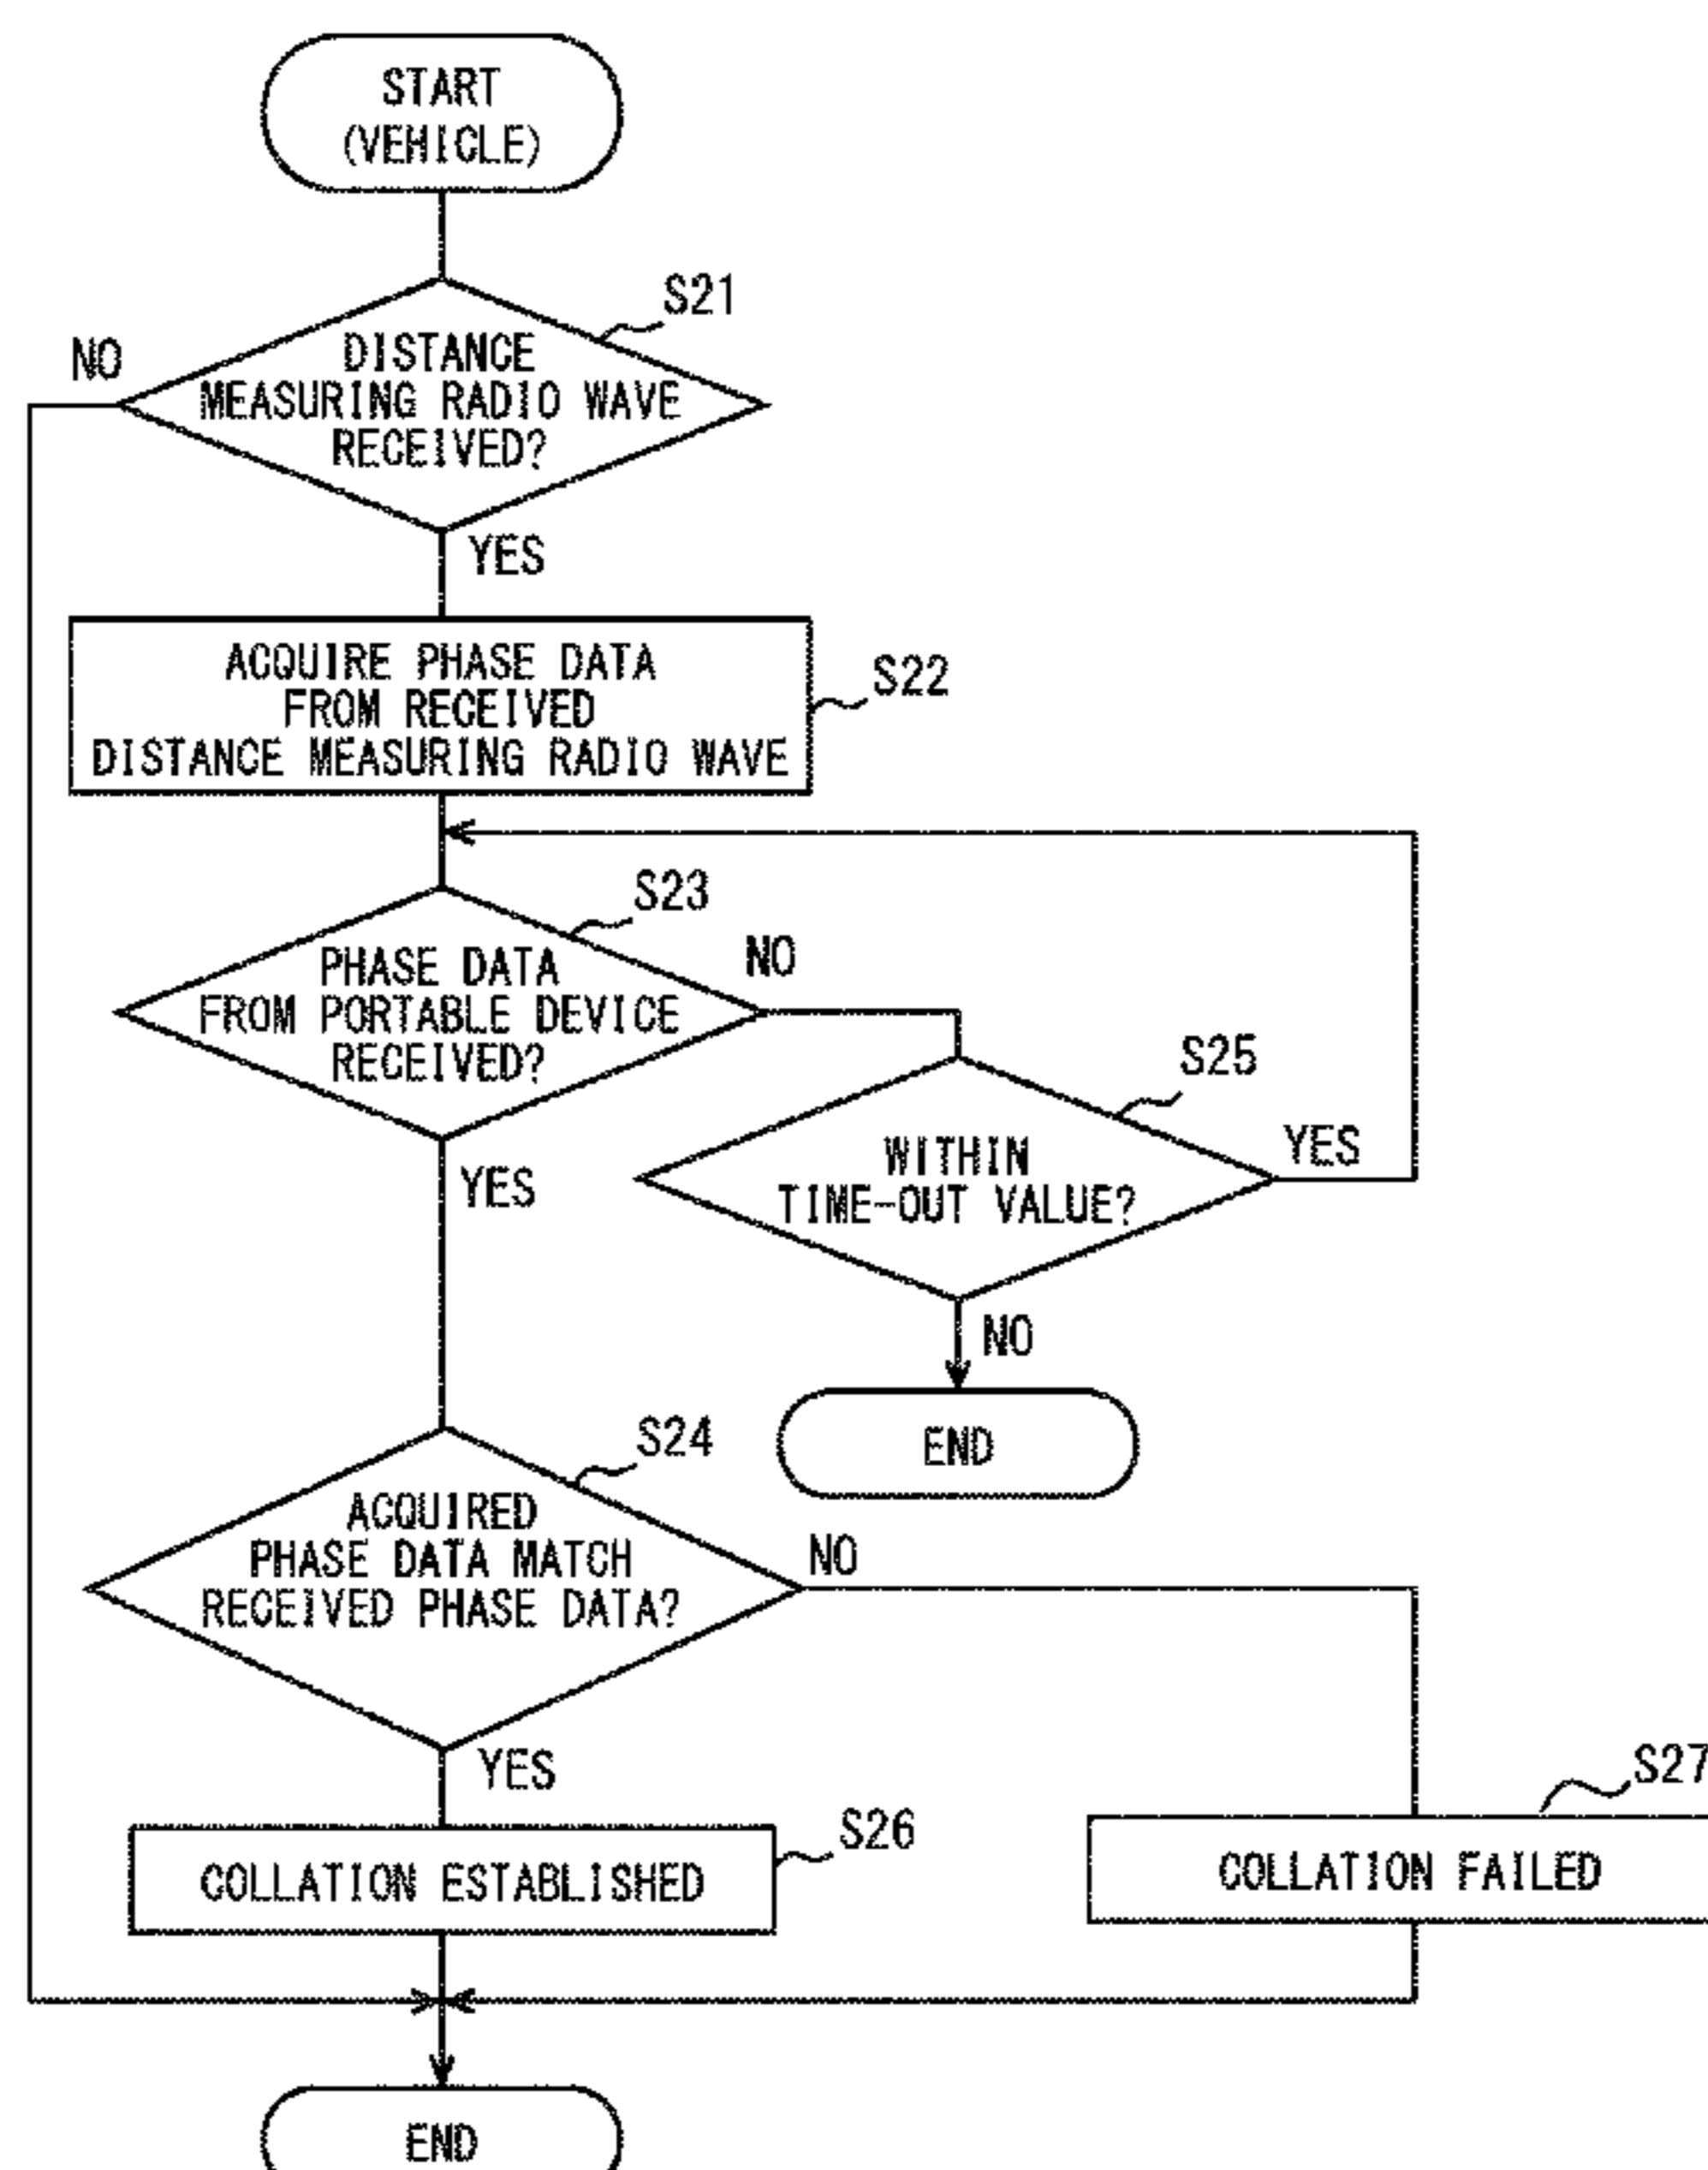 START
(VEHICLE)
S21
NO
DISTANCE
MEASURING RADIO WAVE
RECEIVED?
YES
ACQUIRE PHASE DATA
FROM RECEIVED
DISTANCE MEASURING RADIO WAVE
S22
S23
NO
PHASE DATA
FROM PORTABLE DEVICE
RECEIVED?
S25
YES
WITHIN
TIME-OUT VALUE?
YES
NO
END
S24
ACQUIRED
PHASE DATA MATCH
RECEIVED PHASE DATA?
NO
YES
S27
S26
COLLATION ESTABLISHED
COLLATION FAILED
END